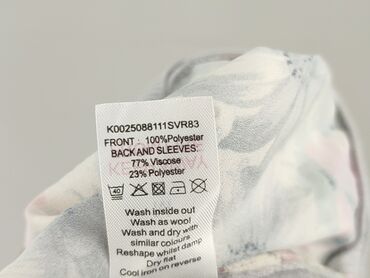 K0025088111SVR83
FRONT : 100%Polyester
BACK AND SLEEVES:
77% Viscose
23% Polyester
40
Wash inside out
Wash as wool
Wash and dry with
similar colours
Reshape whilst damp
Dry flat
Cool iron on reverse